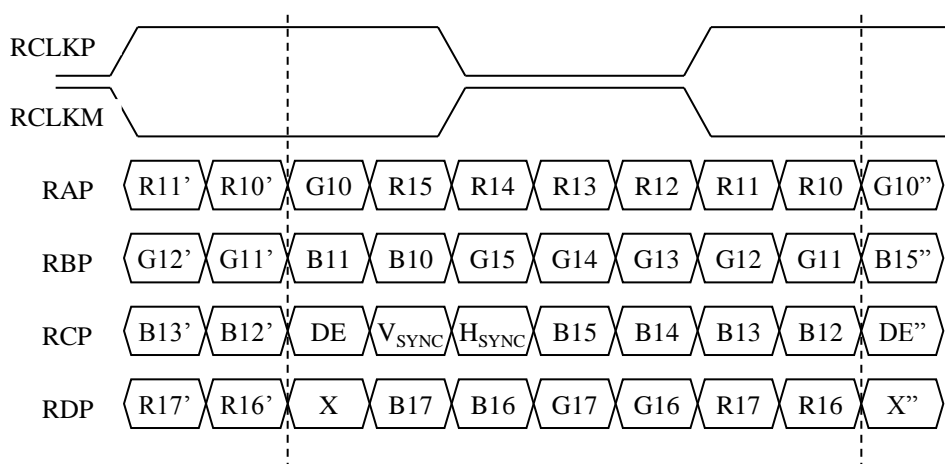 RCLKP
RCLKM
RAP R11’ R10’ G10 R15 R14 R13 R12 R11 R10 G10”
RBP G12’ G11’ B11 B10 G15 G14 G13 G12 G11 B15”
RCP B13’ B12’ DE VSYNC HSYNC B15 B14 B13 B12 DE”
RDP R17’ R16’ X B17 B16 G17 G16 R17 R16 X”